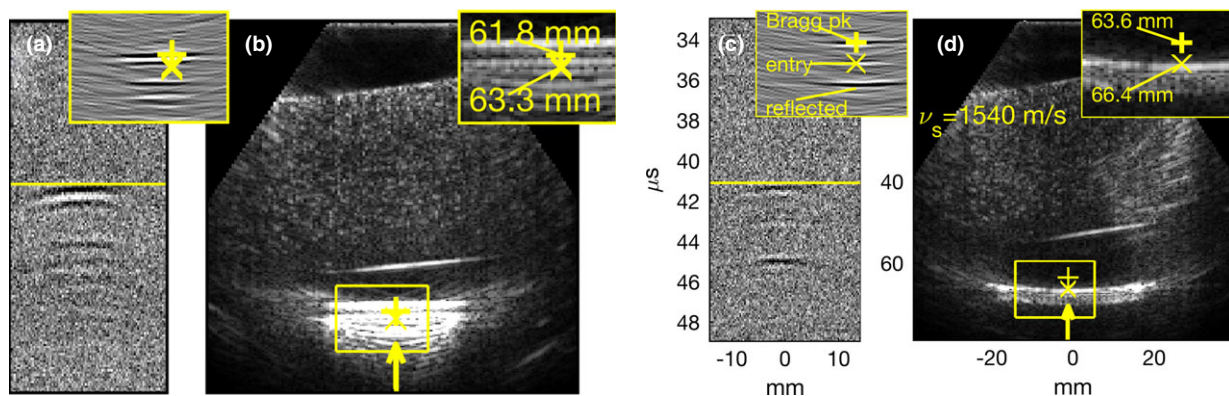 (a)
(b)
61.8 mm
63.3 mm
(c)
Bragg pk
entry
reflected
(d)
63.6 mm
66.4 mm
νs=1540 m/s
34
36
38
40
42
44
46
48
μs
-10 0 10
mm
40
60
-20 0 20
mm